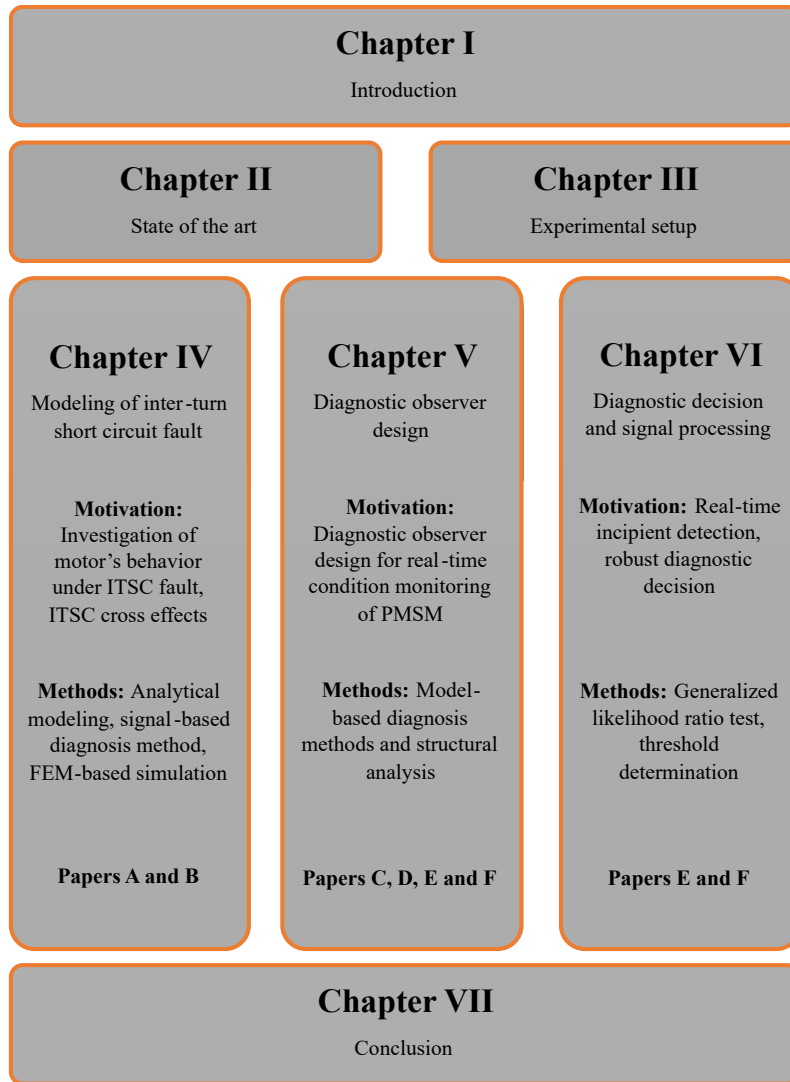 Chapter I
Introduction
Chapter II
State of the art
Chapter III
Experimental setup
Chapter IV
Modeling of inter-turn
short circuit fault
Motivation:
Investigation of
motor’s behavior
under ITSC fault,
ITSC cross effects
Methods: Analytical
modeling, signal-based
diagnosis method,
FEM-based simulation
Papers A and B
Chapter V
Diagnostic observer
design
Motivation:
Diagnostic observer
design for real-time
condition monitoring
of PMSM
Methods: Model-
based diagnosis
methods and structural
analysis
Papers C, D, E and F
Chapter VI
Diagnostic decision
and signal processing
Motivation: Real-time
incipient detection,
robust diagnostic
decision
Methods: Generalized
likelihood ratio test,
threshold
determination
Papers E and F
Chapter VII
Conclusion